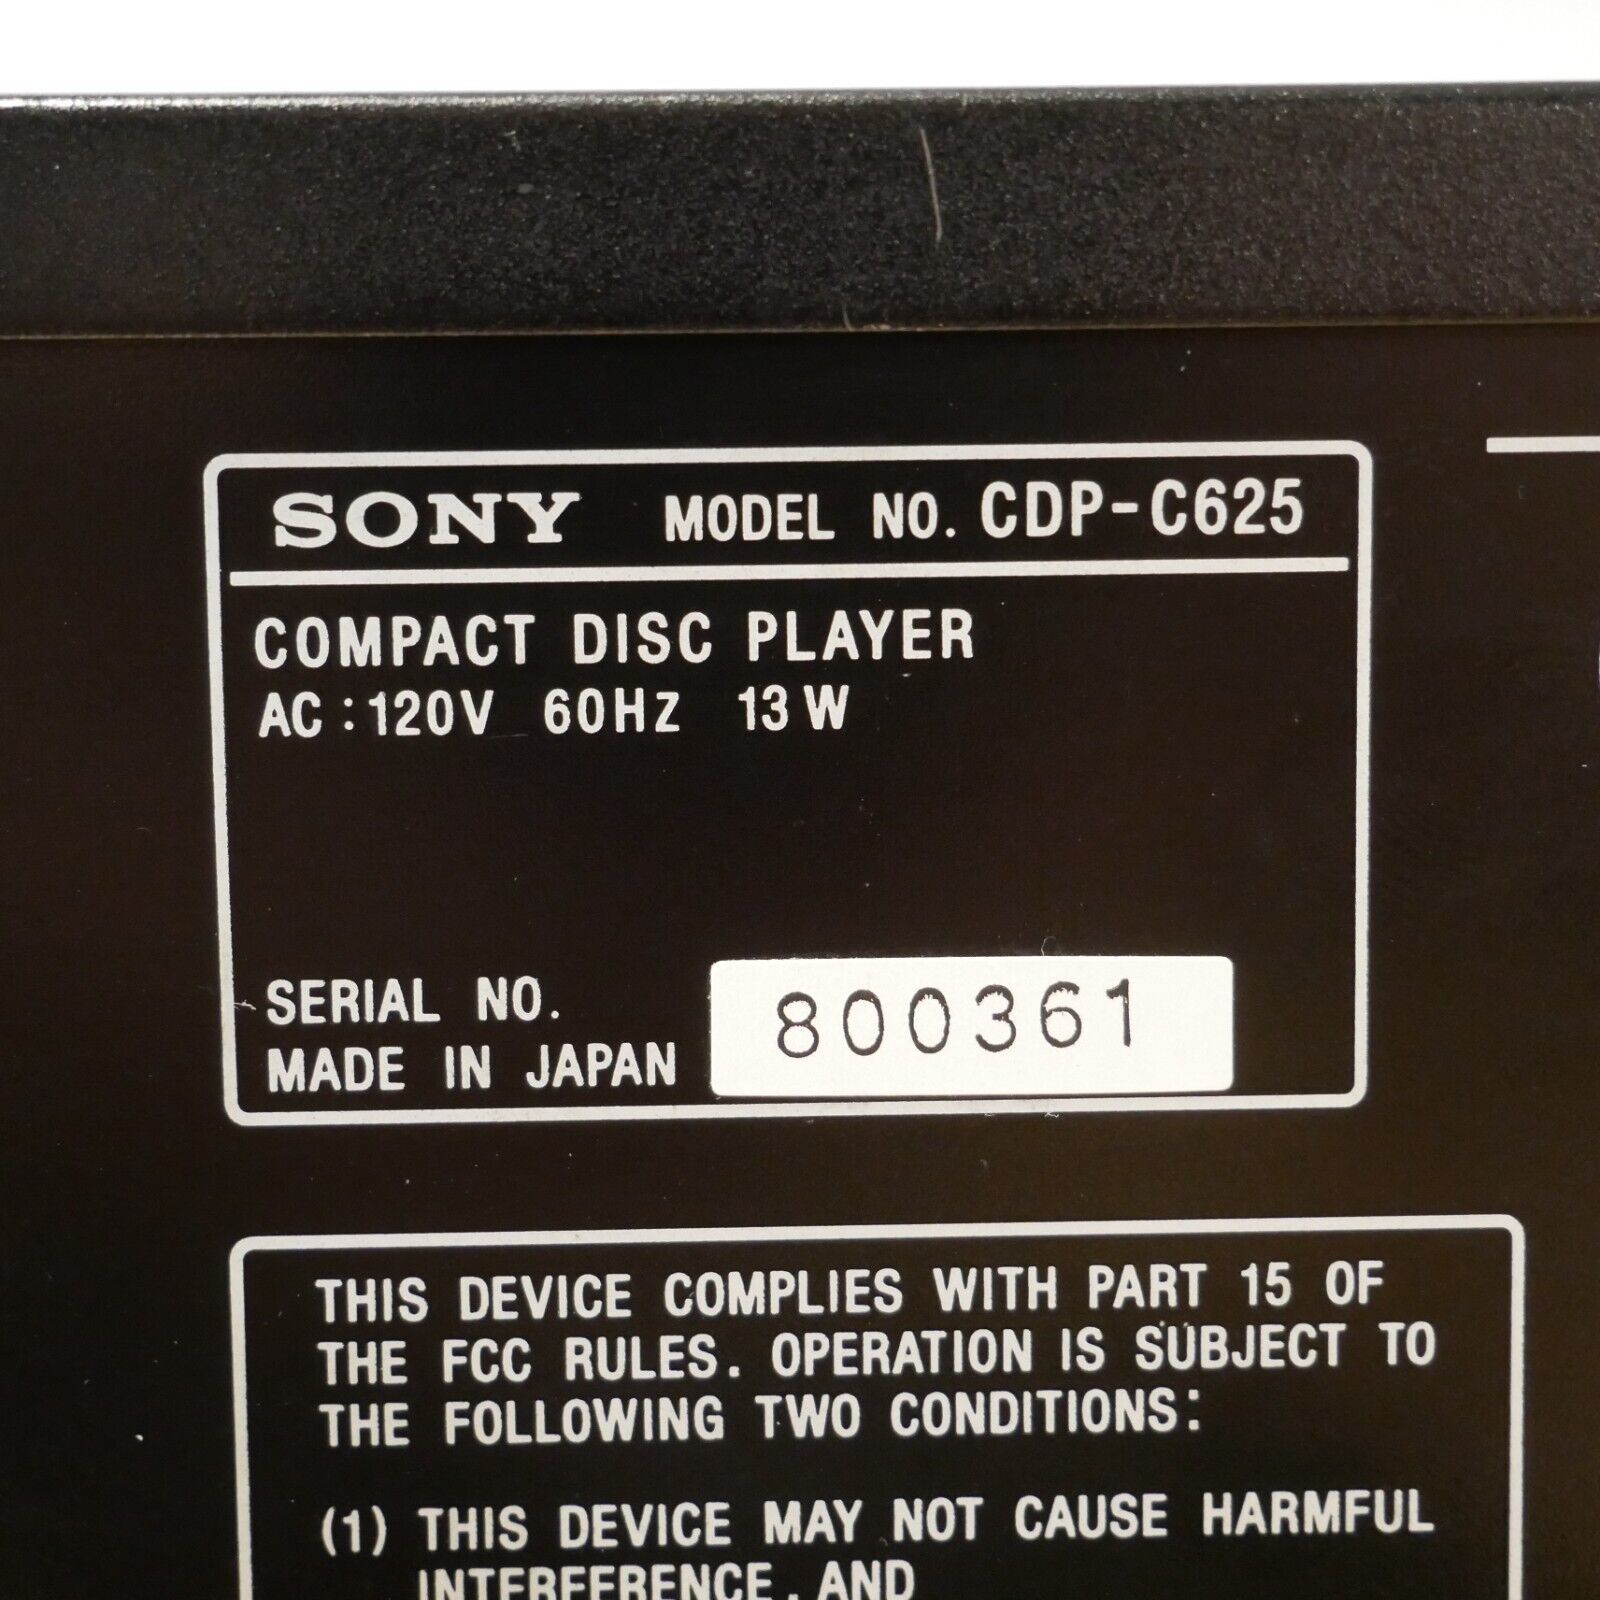 SONY MODEL NO. CDP-C625
COMPACT DISC PLAYER
AC : 120V 60Hz 13W
SERIAL NO. 800361
MADE IN JAPAN
THIS DEVICE COMPLIES WITH PART 15 OF
THE FCC RULES. OPERATION IS SUBJECT TO
THE FOLLOWING TWO CONDITIONS:
(1) THIS DEVICE MAY NOT CAUSE HARMFUL
INTERFERENCE, AND